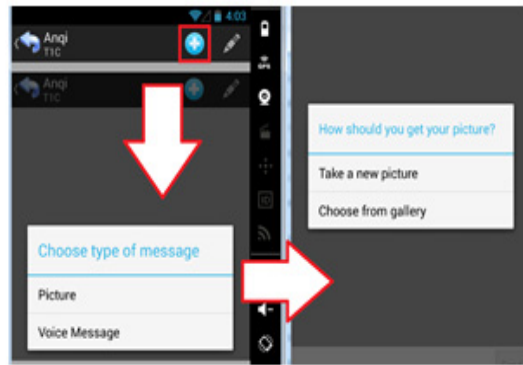 4:03
Anqi
T1C
Anqi
T1C
Choose type of message
Picture
Voice Message
GPS
How should you get your picture?
Take a new picture
Choose from gallery